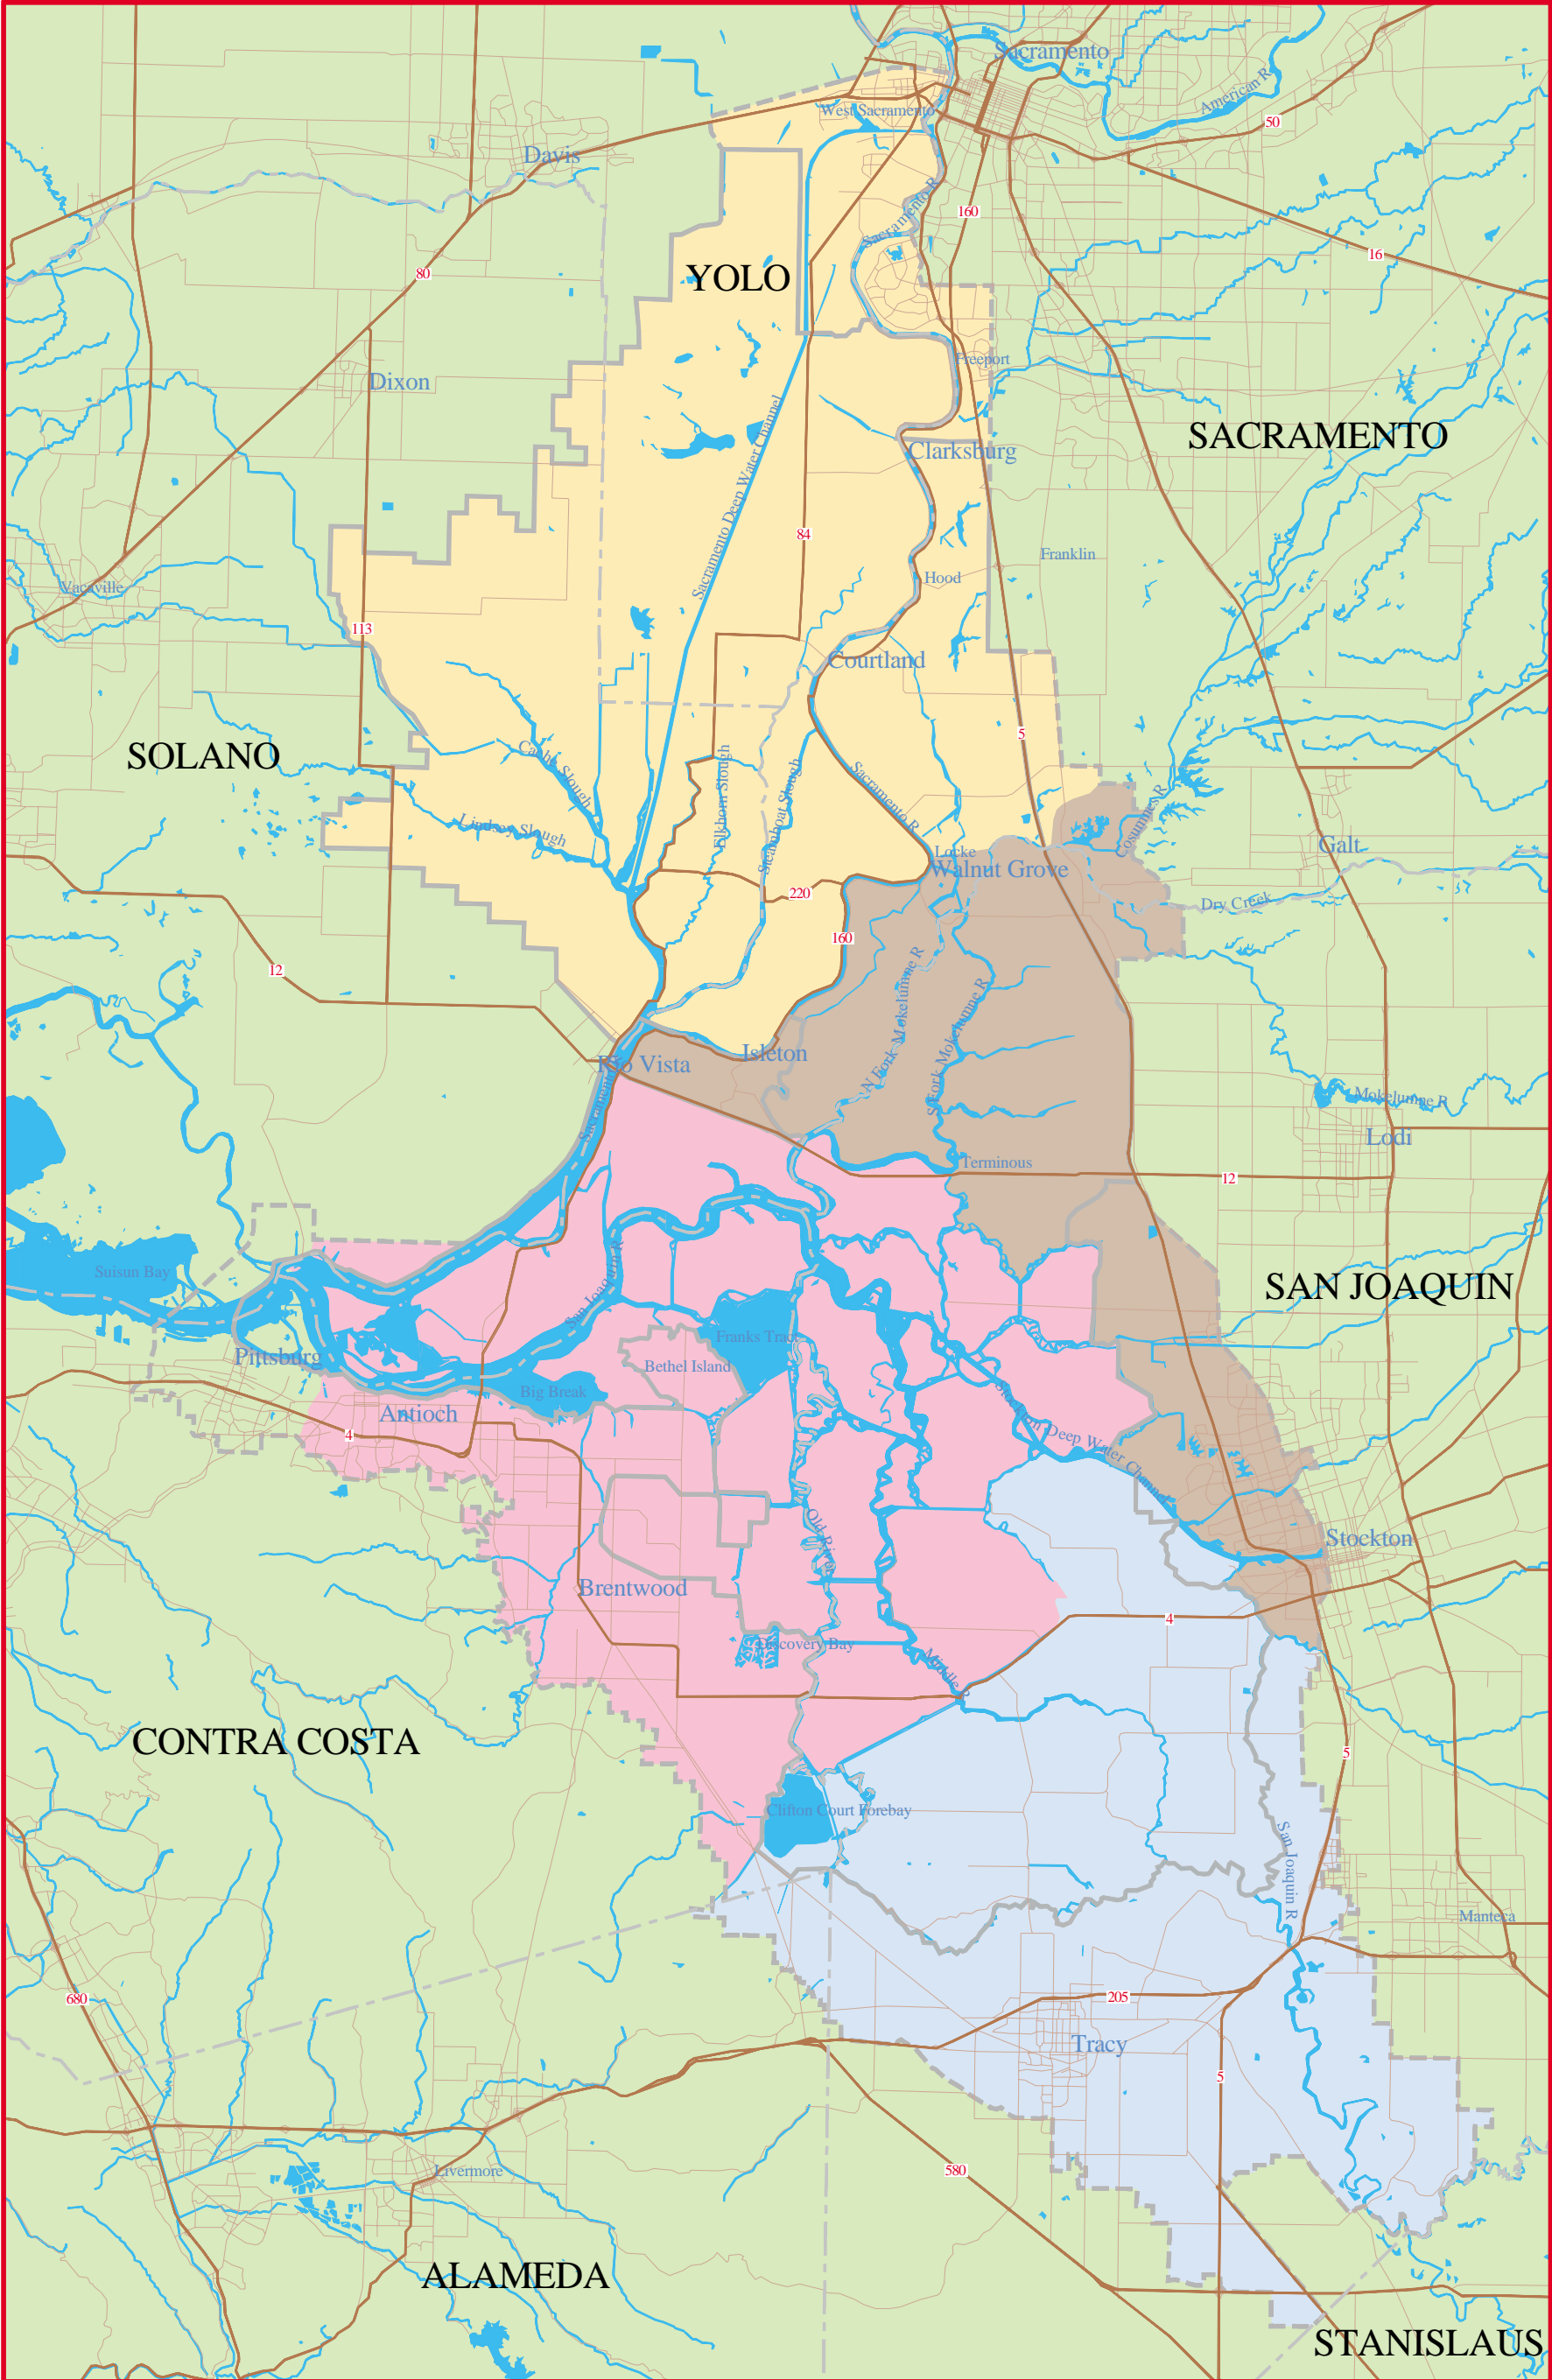 Sacramento
American R
West Sacramento
50
Davis
Sacramento R
160
16
80
YOLO
Freeport
Dixon
SACRAMENTO
Clarksburg
Sacramento Deep Water Channel
84
Franklin
Hood
Vacaville
113
Courtland
5
SOLANO
Cache Slough
Elkhorn Slough
Steamboat Slough
Sacramento R
Cosumnes R
Lindsey Slough
Locke
Galt
Walnut Grove
220
Dry Creek
160
12
N Fork Mokelumne R
S Fork Mokelumne R
Isleton
Rio Vista
Sacramento R
Mokelumne R
Lodi
Terminous
12
Suisun Bay
San Joaquin R
SAN JOAQUIN
Franks Tract
Pittsburg
Bethel Island
Big Break
Antioch
4
Stockton Deep Water Channel
Old River
Stockton
Brentwood
4
Discovery Bay
Middle R
CONTRA COSTA
5
Clifton Court Forebay
San Joaquin R
Manteca
680
205
Tracy
5
580
Livermore
ALAMEDA
STANISLAUS